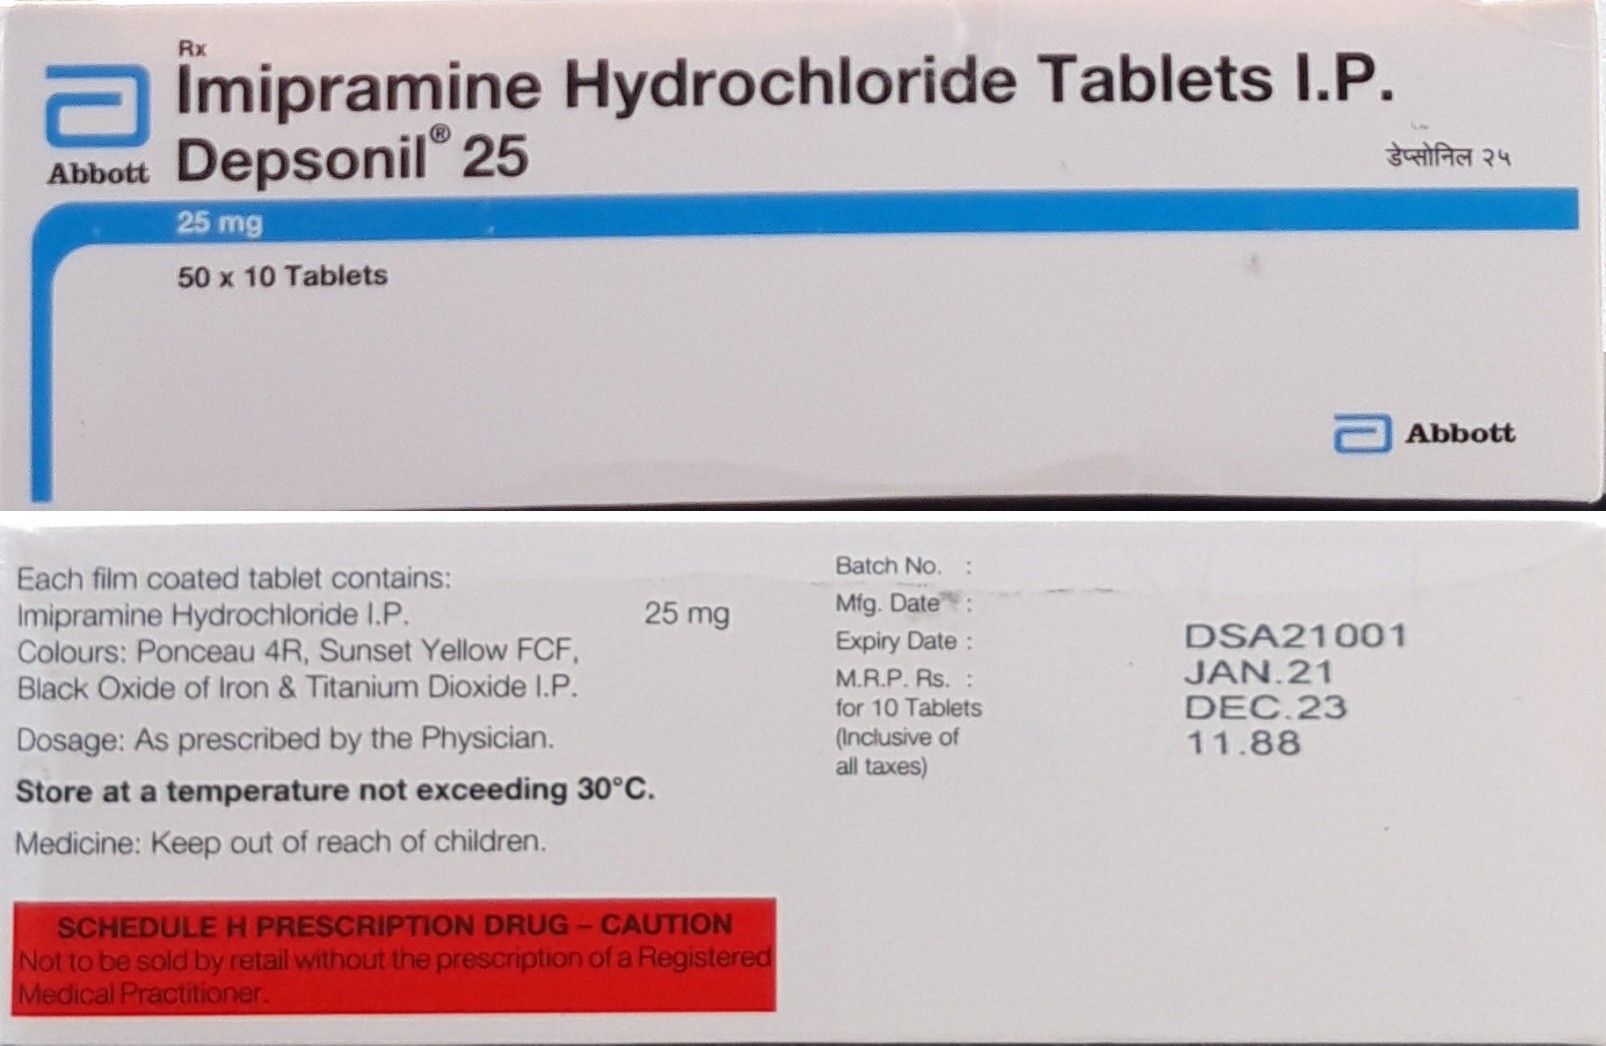 Rx
Imipramine Hydrochloride Tablets I.P.
Abbott
Depsonil® 25
डेप्सोनिल २५
25 mg
50 x 10 Tablets
Abbott
Each film coated tablet contains:
Imipramine Hydrochloride I.P. 25 mg
Colours: Ponceau 4R, Sunset Yellow FCF,
Black Oxide of Iron & Titanium Dioxide I.P.
Dosage: As prescribed by the Physician.
Store at a temperature not exceeding 30°C.
Medicine: Keep out of reach of children.
SCHEDULE H PRESCRIPTION DRUG – CAUTION
Not to be sold by retail without the prescription of a Registered
Medical Practitioner.
Batch No. :
Mfg. Date :
Expiry Date :
M.R.P. Rs. :
for 10 Tablets
(Inclusive of
all taxes)
DSA21001
JAN.21
DEC.23
11.88